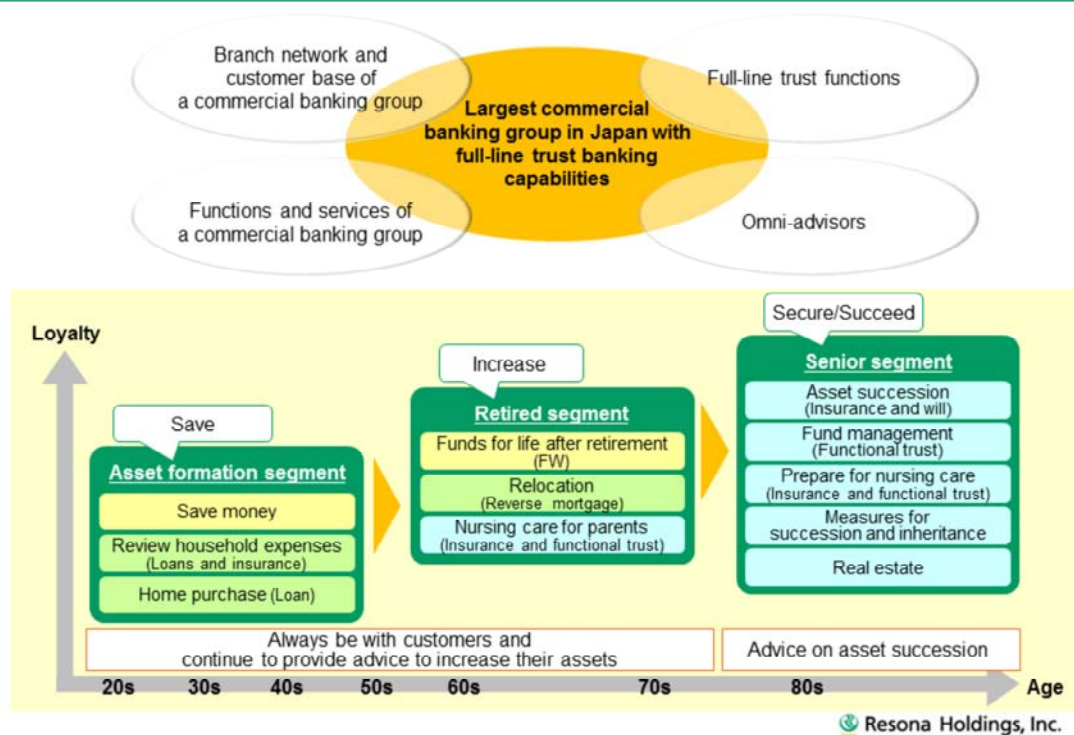 Branch network and
customer base of
a commercial banking group
Full-line trust functions
Largest commercial
banking group in Japan with
full-line trust banking
capabilities
Functions and services of
a commercial banking group
Omni-advisors
Loyalty
Save
Asset formation segment
Save money
Review household expenses
(Loans and insurance)
Home purchase (Loan)
Increase
Retired segment
Funds for life after retirement
(FW)
Relocation
(Reverse mortgage)
Nursing care for parents
(Insurance and functional trust)
Secure/Succeed
Senior segment
Asset succession
(Insurance and will)
Fund management
(Functional trust)
Prepare for nursing care
(Insurance and functional trust)
Measures for
succession and inheritance
Real estate
Always be with customers and
continue to provide advice to increase their assets
Advice on asset succession
20s 30s 40s 50s 60s 70s 80s Age
Resona Holdings, Inc.